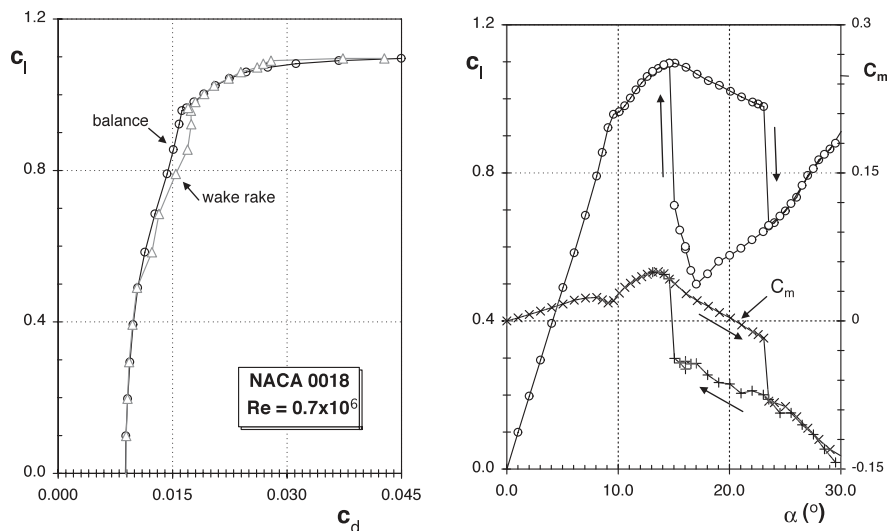 1.2
c_l
0.8
0.4
0.0
balance
wake rake
NACA 0018
Re = 0.7x10^6
0.000 0.015 0.030 0.045
c_d
1.2
c_l
0.8
0.4
0.0
C_m
0.3
c_m
0.15
0
-0.15
0.0 10.0 20.0 30.0
α (°)